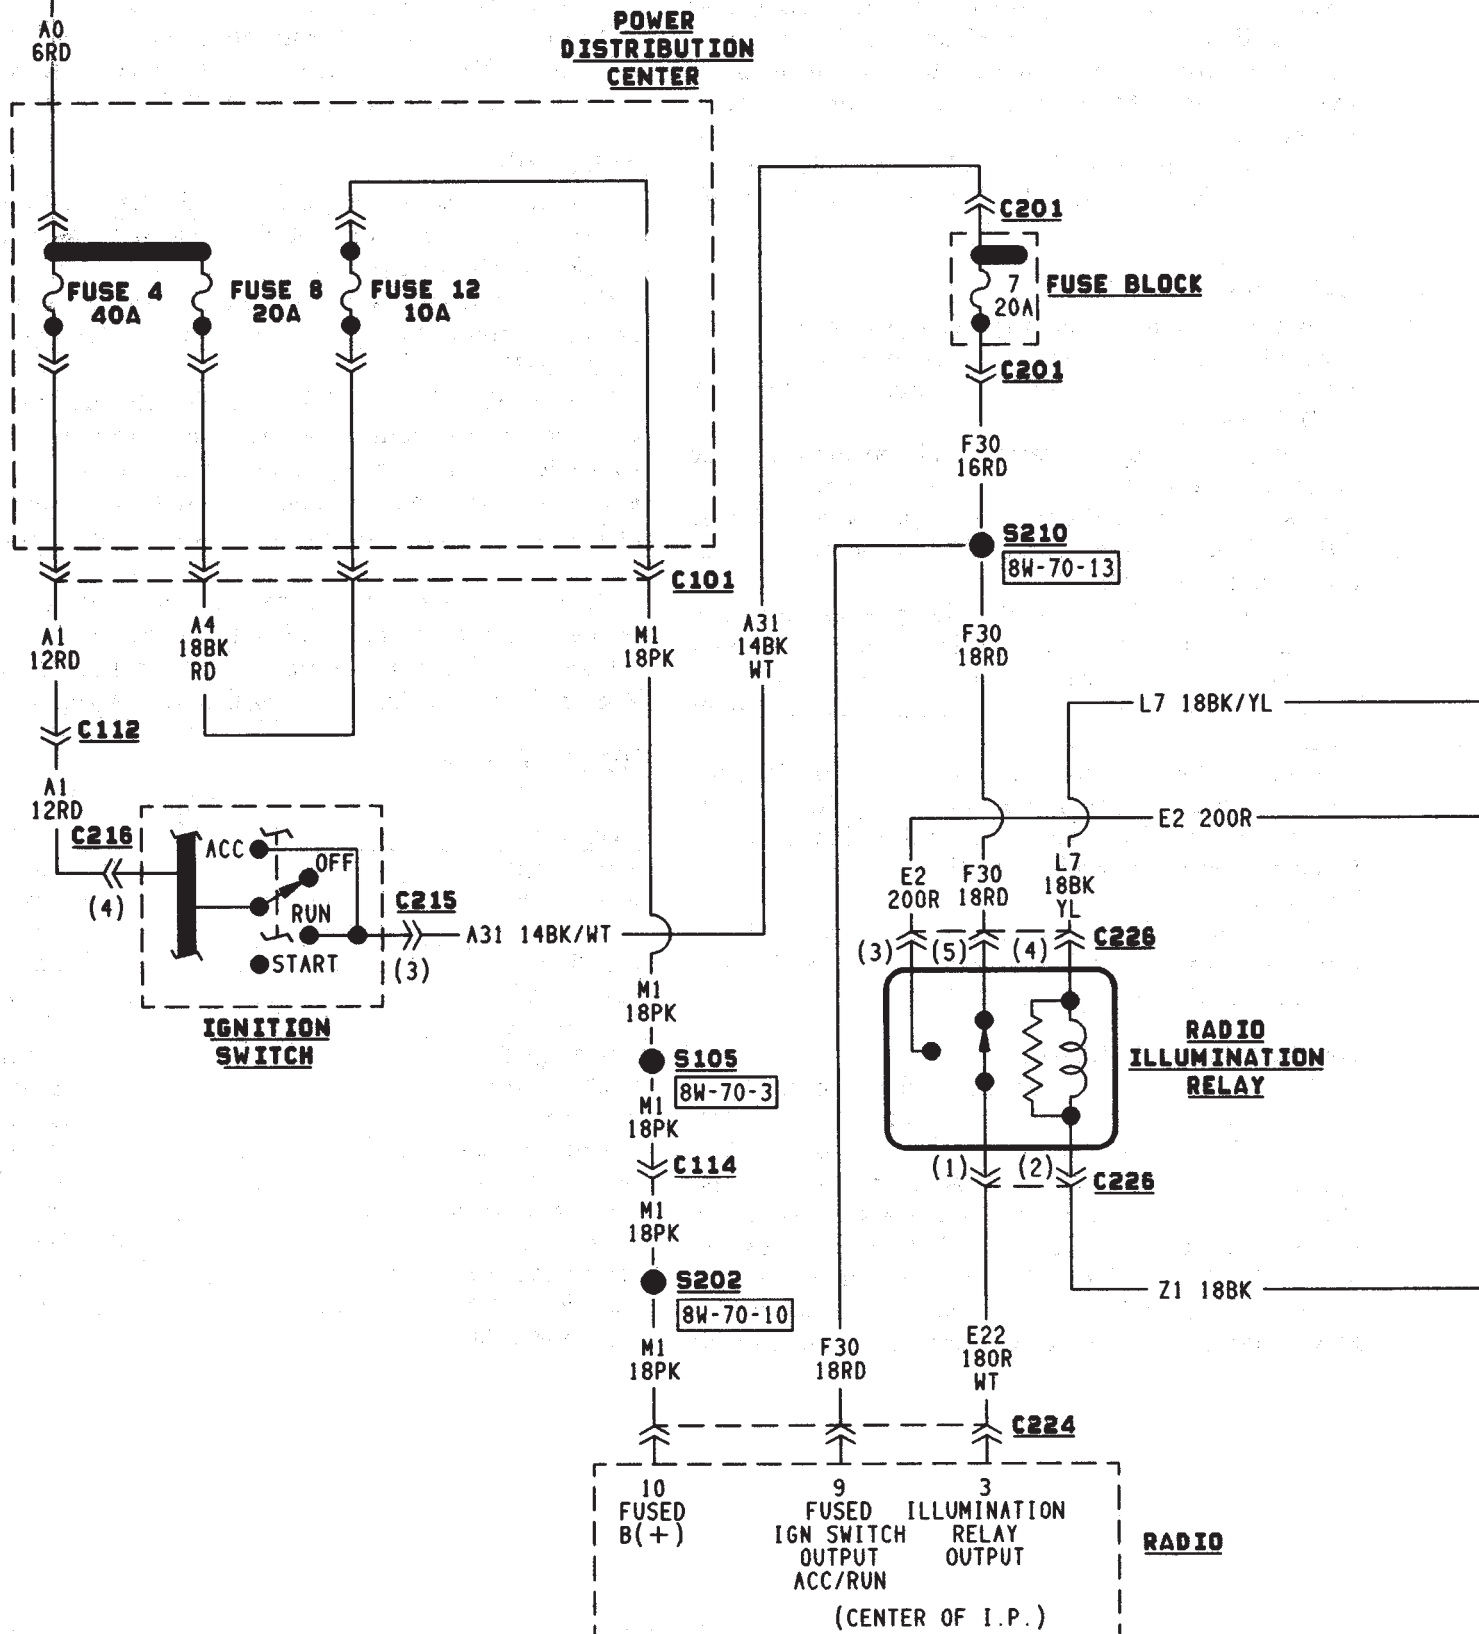 A0
6RD
POWER
DISTRIBUTION
CENTER
FUSE 4
40A
FUSE 8
20A
FUSE 12
10A
C201
7
20A
FUSE BLOCK
C201
F30
16RD
S210
8W-70-13
C101
A1
12RD
A4
18BK
RD
M1
18PK
A31
14BK
WT
F30
18RD
C112
L7 18BK/YL
A1
12RD
E2 20OR
C216
(4)
ACC
OFF
RUN
START
C215
(3)
A31 14BK/WT
IGNITION
SWITCH
E2
20OR
F30
18RD
L7
18BK
YL
(3)
(5)
(4)
C226
M1
18PK
S105
8W-70-3
RADIO
ILLUMINATION
RELAY
M1
18PK
C114
(1)
(2)
C226
M1
18PK
S202
8W-70-10
Z1 18BK
M1
18PK
F30
18RD
E22
18OR
WT
C224
10
FUSED
B(+)
9
FUSED
IGN SWITCH
OUTPUT
ACC/RUN
3
ILLUMINATION
RELAY
OUTPUT
RADIO
(CENTER OF I.P.)